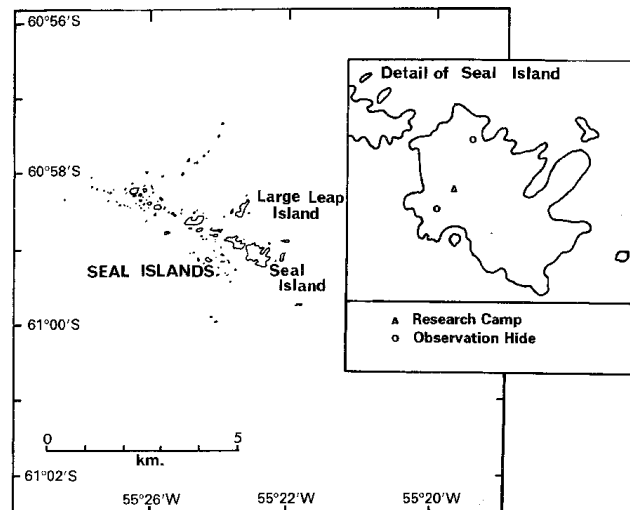 60°56'S
Detail of Seal Island
60°58'S
Large Leap
Island
SEAL ISLANDS
Seal
Island
61°00'S
▵ Research Camp
○ Observation Hide
0 5
km.
61°02'S
55°26'W 55°22'W 55°20'W